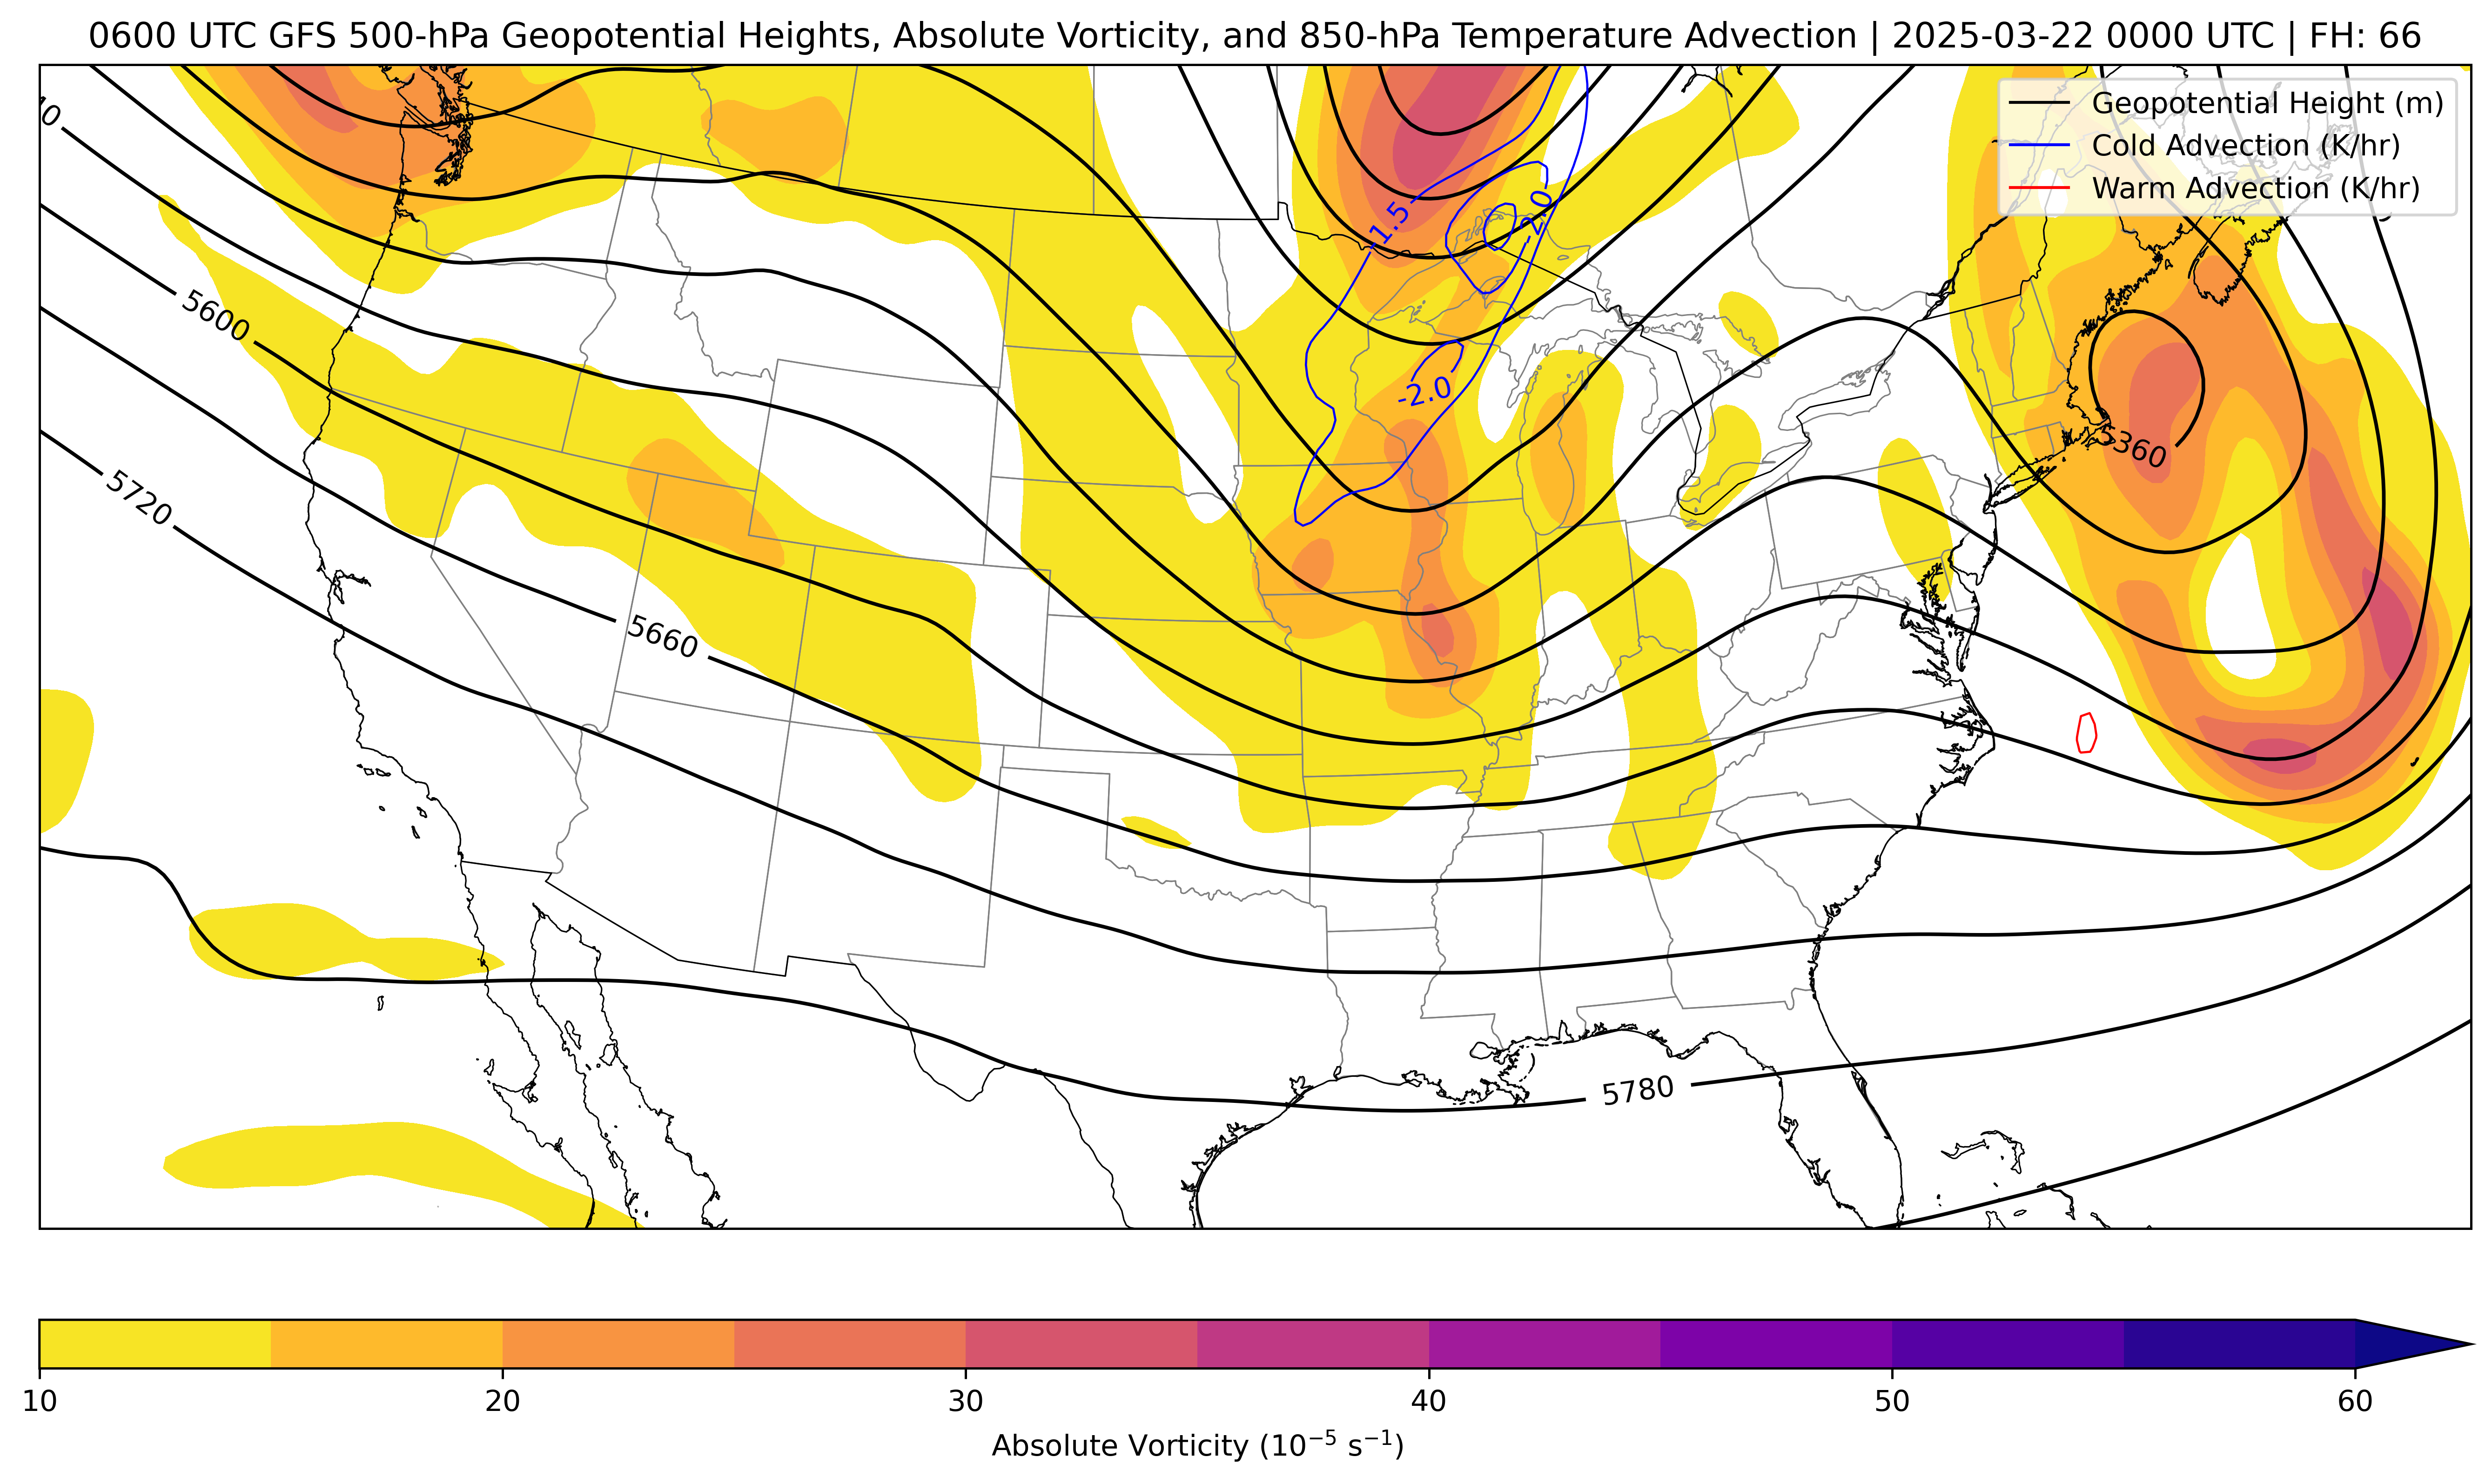 0600 UTC GFS 500-hPa Geopotential Heights, Absolute Vorticity, and 850-hPa Temperature Advection | 2025-03-22 0000 UTC | FH: 66
Geopotential Height (m)
Cold Advection (K/hr)
Warm Advection (K/hr)
-1.5
-2.0
5600
-2.0
5360
5720
5660
5780
10 20 30 40 50 60
Absolute Vorticity (10⁻⁵ s⁻¹)